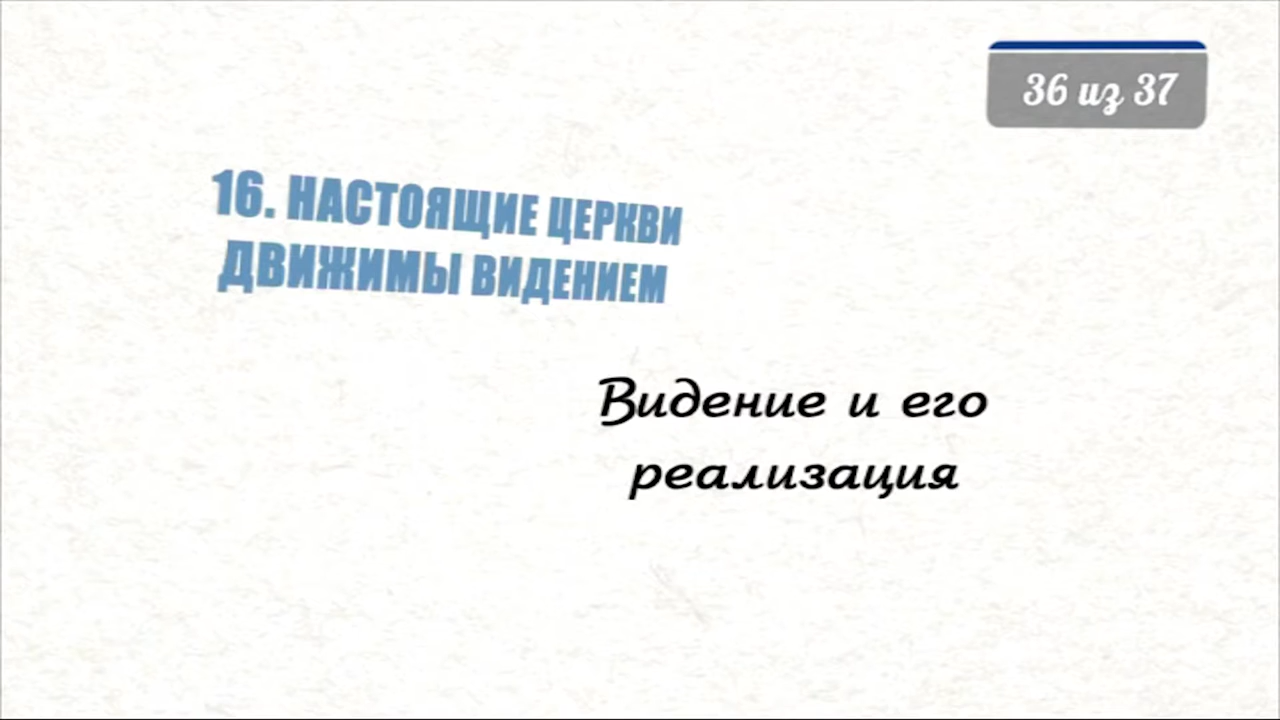 36 из 37
16. НАСТОЯЩИЕ ЦЕРКВИ
ДВИЖИМЫ ВИДЕНИЕМ
Видение и его
реализация